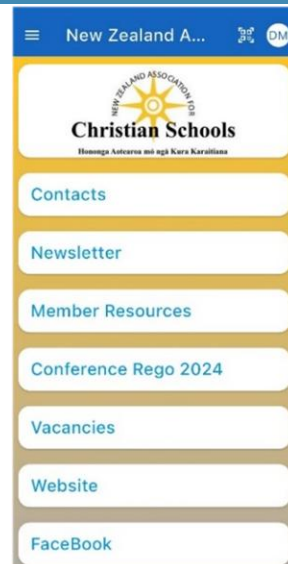 New Zealand A...
DM
NEW ZEALAND ASSOCIATION FOR
Christian Schools
Hononga Aotearoa mō ngā Kura Karaitiana
Contacts
Newsletter
Member Resources
Conference Rego 2024
Vacancies
Website
FaceBook